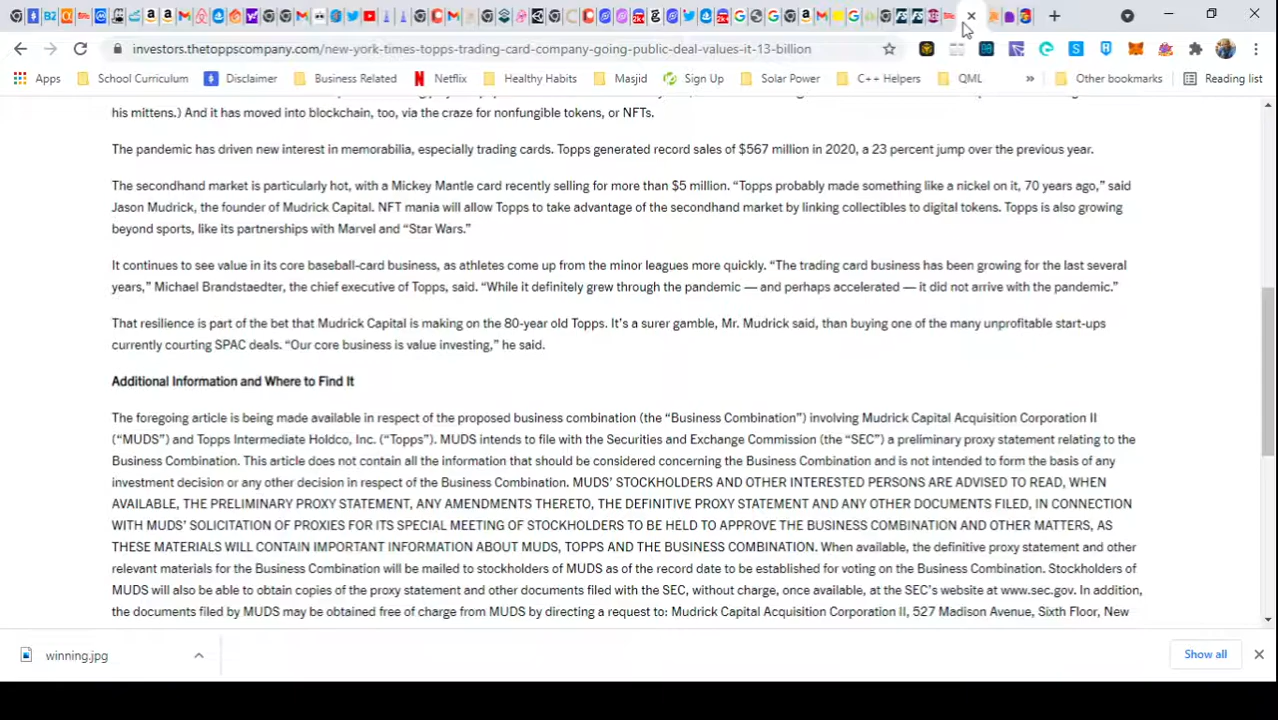 investors.thetoppscompany.com/new-york-times-topps-trading-card-company-going-public-deal-values-it-13-billion
Apps School Curriculum Disclaimer Business Related Netflix Healthy Habits Masjid Sign Up Solar Power C++ Helpers QML » Other bookmarks Reading list
his mittens.) And it has moved into blockchain, too, via the craze for nonfungible tokens, or NFTs.
The pandemic has driven new interest in memorabilia, especially trading cards. Topps generated record sales of $567 million in 2020, a 23 percent jump over the previous year.
The secondhand market is particularly hot, with a Mickey Mantle card recently selling for more than $5 million. “Topps probably made something like a nickel on it, 70 years ago,” said
Jason Mudrick, the founder of Mudrick Capital. NFT mania will allow Topps to take advantage of the secondhand market by linking collectibles to digital tokens. Topps is also growing
beyond sports, like its partnerships with Marvel and “Star Wars.”
It continues to see value in its core baseball-card business, as athletes come up from the minor leagues more quickly. “The trading card business has been growing for the last several
years,” Michael Brandstaedter, the chief executive of Topps, said. “While it definitely grew through the pandemic — and perhaps accelerated — it did not arrive with the pandemic.”
That resilience is part of the bet that Mudrick Capital is making on the 80-year old Topps. It’s a surer gamble, Mr. Mudrick said, than buying one of the many unprofitable start-ups
currently courting SPAC deals. “Our core business is value investing,” he said.
Additional Information and Where to Find It
The foregoing article is being made available in respect of the proposed business combination (the “Business Combination”) involving Mudrick Capital Acquisition Corporation II
(“MUDS”) and Topps Intermediate Holdco, Inc. (“Topps”). MUDS intends to file with the Securities and Exchange Commission (the “SEC”) a preliminary proxy statement relating to the
Business Combination. This article does not contain all the information that should be considered concerning the Business Combination and is not intended to form the basis of any
investment decision or any other decision in respect of the Business Combination. MUDS’ STOCKHOLDERS AND OTHER INTERESTED PERSONS ARE ADVISED TO READ, WHEN
AVAILABLE, THE PRELIMINARY PROXY STATEMENT, ANY AMENDMENTS THERETO, THE DEFINITIVE PROXY STATEMENT AND ANY OTHER DOCUMENTS FILED, IN CONNECTION
WITH MUDS’ SOLICITATION OF PROXIES FOR ITS SPECIAL MEETING OF STOCKHOLDERS TO BE HELD TO APPROVE THE BUSINESS COMBINATION AND OTHER MATTERS, AS
THESE MATERIALS WILL CONTAIN IMPORTANT INFORMATION ABOUT MUDS, TOPPS AND THE BUSINESS COMBINATION. When available, the definitive proxy statement and other
relevant materials for the Business Combination will be mailed to stockholders of MUDS as of the record date to be established for voting on the Business Combination. Stockholders of
MUDS will also be able to obtain copies of the proxy statement and other documents filed with the SEC, without charge, once available, at the SEC’s website at www.sec.gov. In addition,
the documents filed by MUDS may be obtained free of charge from MUDS by directing a request to: Mudrick Capital Acquisition Corporation II, 527 Madison Avenue, Sixth Floor, New
winning.jpg
Show all